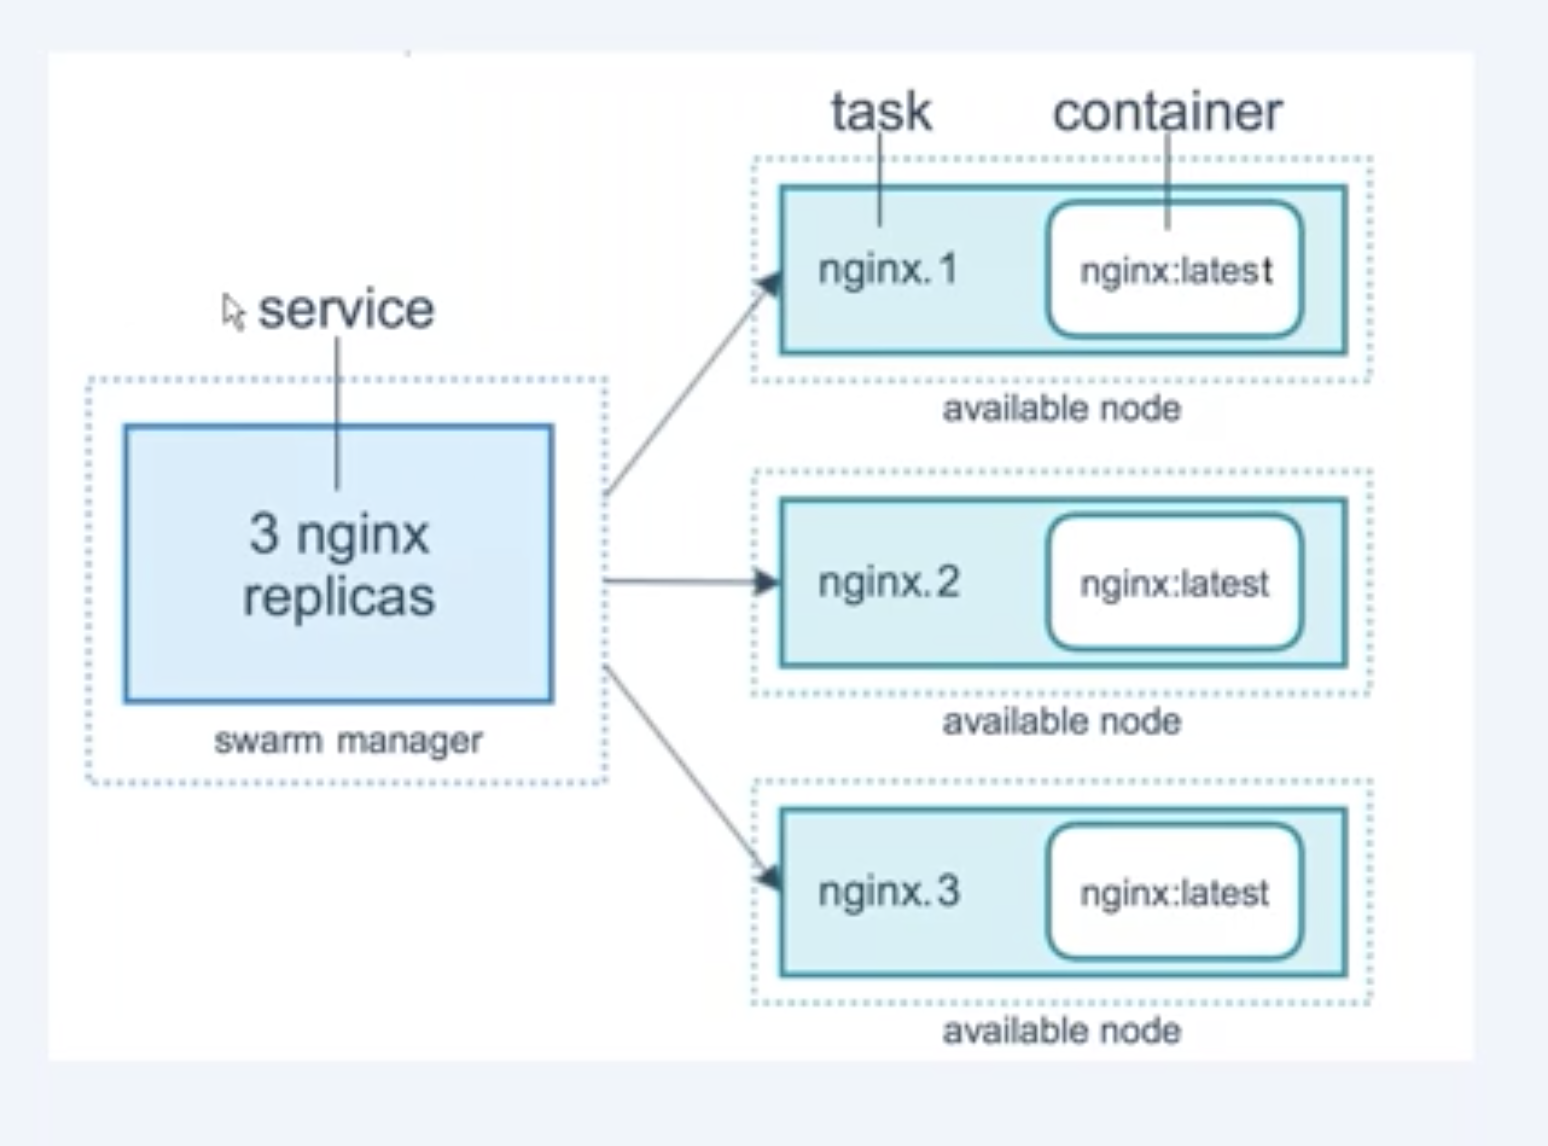 service
3 nginx
replicas
swarm manager
task
container
nginx.1
nginx:latest
available node
nginx.2
nginx:latest
available node
nginx.3
nginx:latest
available node